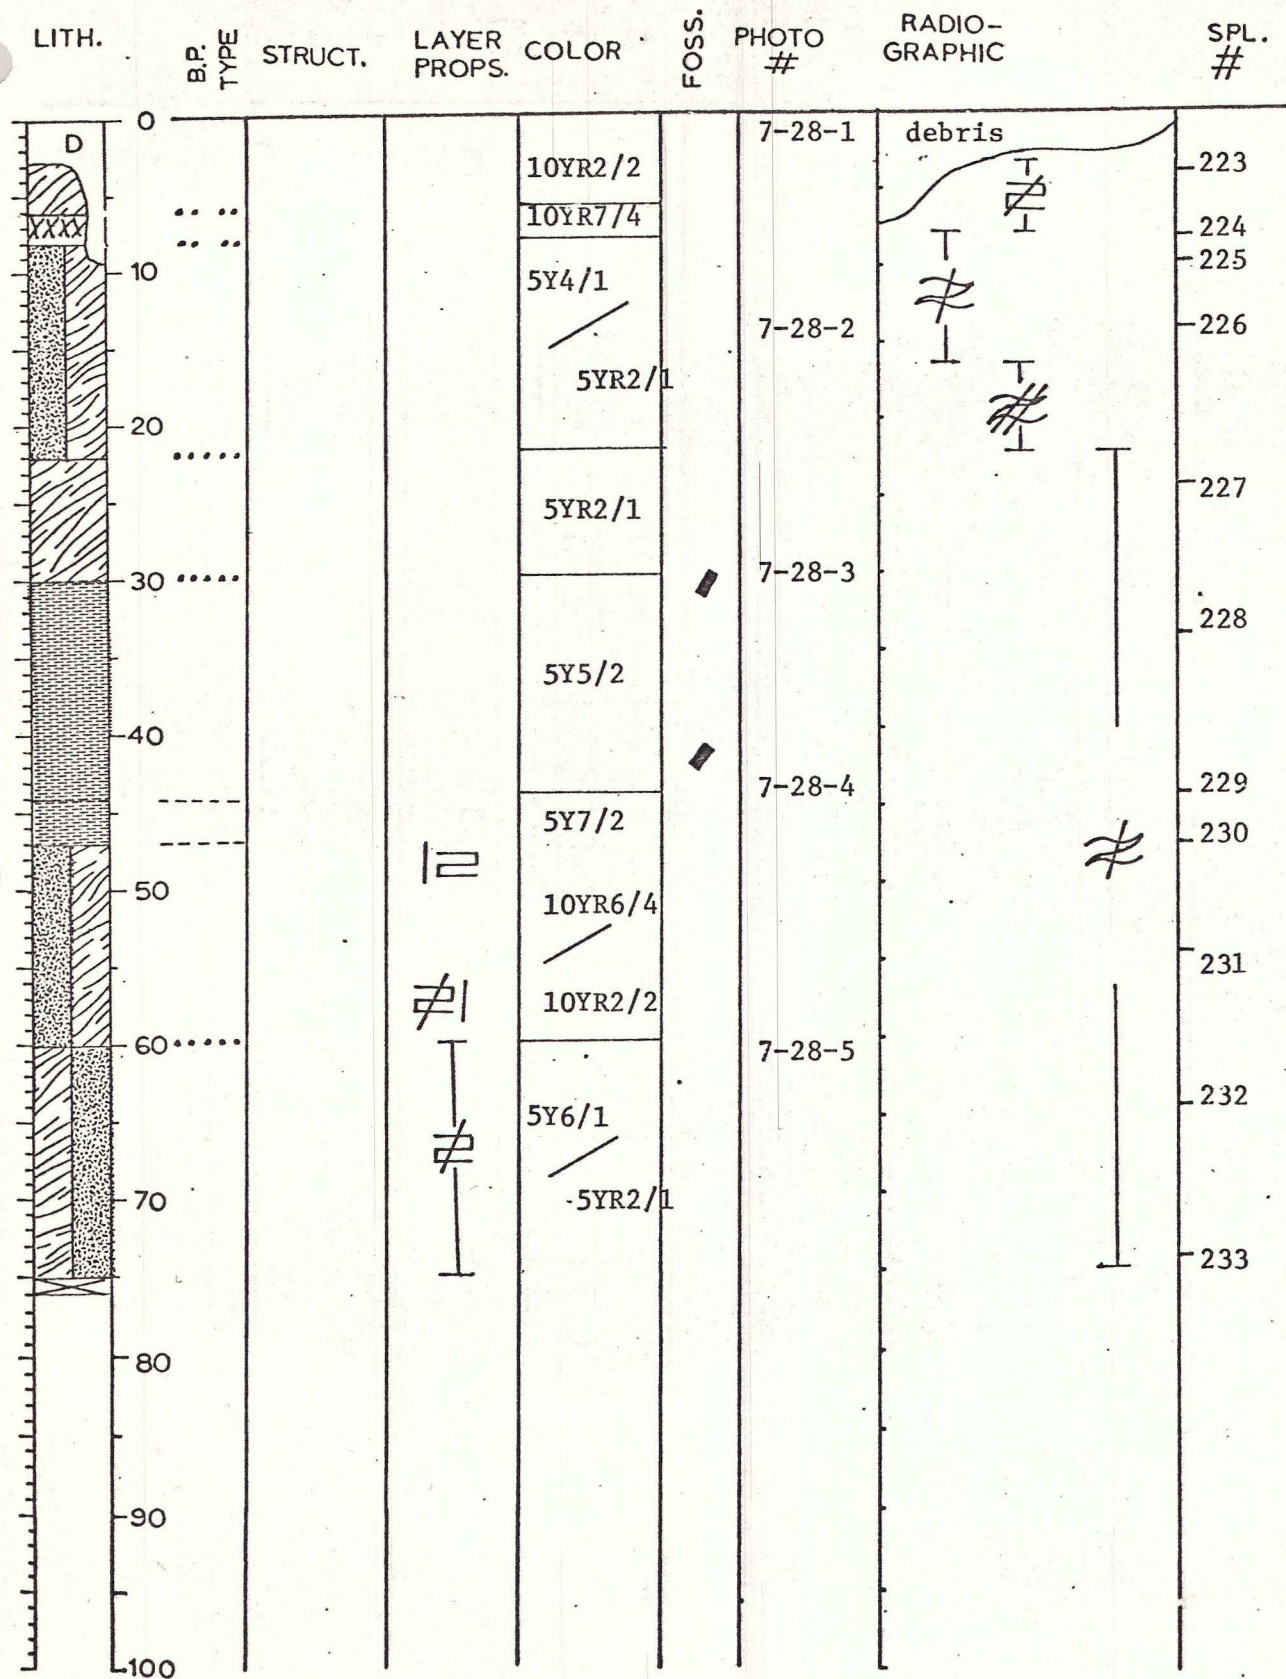 LITH.
B.P. TYPE
STRUCT.
LAYER PROPS.
COLOR
FOSS.
PHOTO #
RADIO-GRAPHIC
SPL. #
D
0
10
20
30
40
50
60
70
80
90
100
XXXX
10YR2/2
10YR7/4
5Y4/1
5YR2/1
5YR2/1
5Y5/2
5Y7/2
10YR6/4
10YR2/2
5Y6/1
5YR2/1
7-28-1
7-28-2
7-28-3
7-28-4
7-28-5
debris
223
224
225
226
227
228
229
230
231
232
233